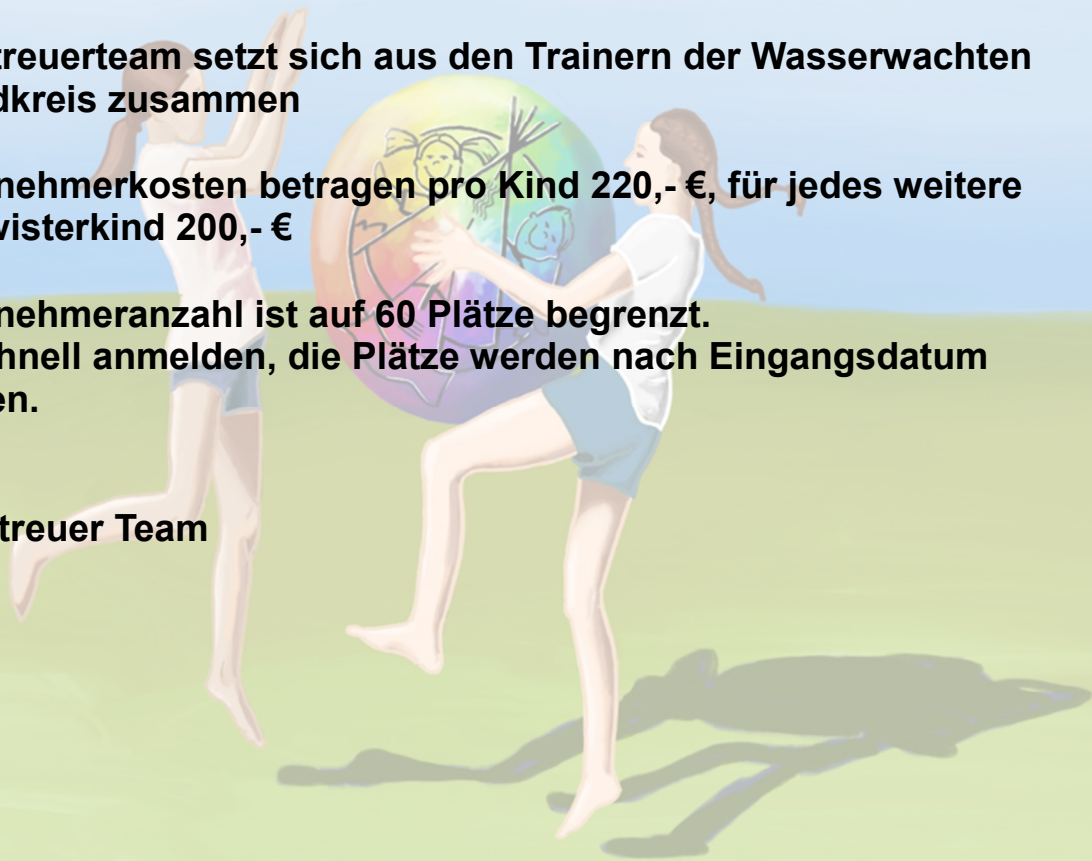 treuerteam setzt sich aus den Trainern der Wasserwachten
dkreis zusammen
nehmerkosten betragen pro Kind 220,- €, für jedes weitere
visterkind 200,- €
nehmeranzahl ist auf 60 Plätze begrenzt.
hnell anmelden, die Plätze werden nach Eingangsdatum
en.
treuer Team